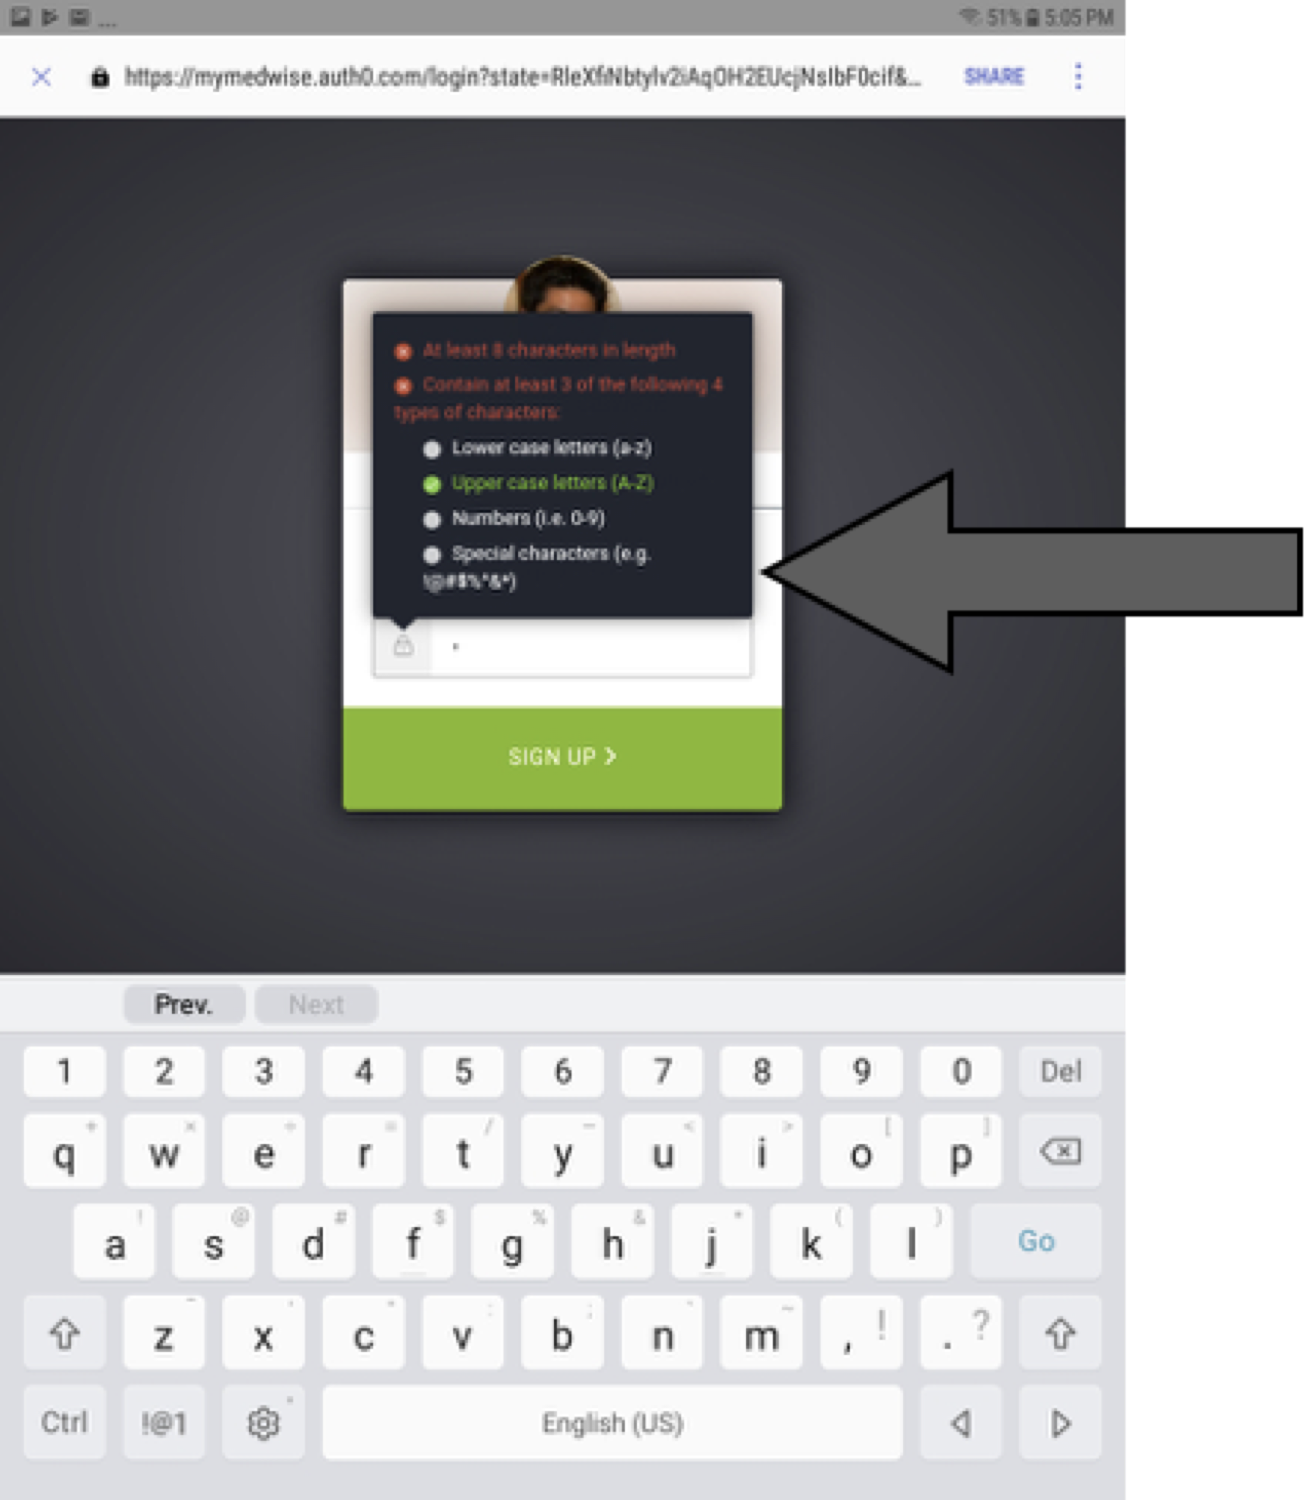 ... 51% 5:05 PM
https://mymedwise.auth0.com/login?state= SHARE
At least 8 characters in length
Contain at least 3 of the following 4
types of characters:
Lower case letters (a-z)
Upper case letters (A-Z)
Numbers (i.e. 0-9)
Special characters (e.g.
!@#$%^&*)
SIGN UP
Prev. Next
1 2 3 4 5 6 7 8 9 0 Del
q w e r t y u i o p
a s d f g h j k l Go
z x c v b n m , ! . ?
Ctrl !@1 English (US)